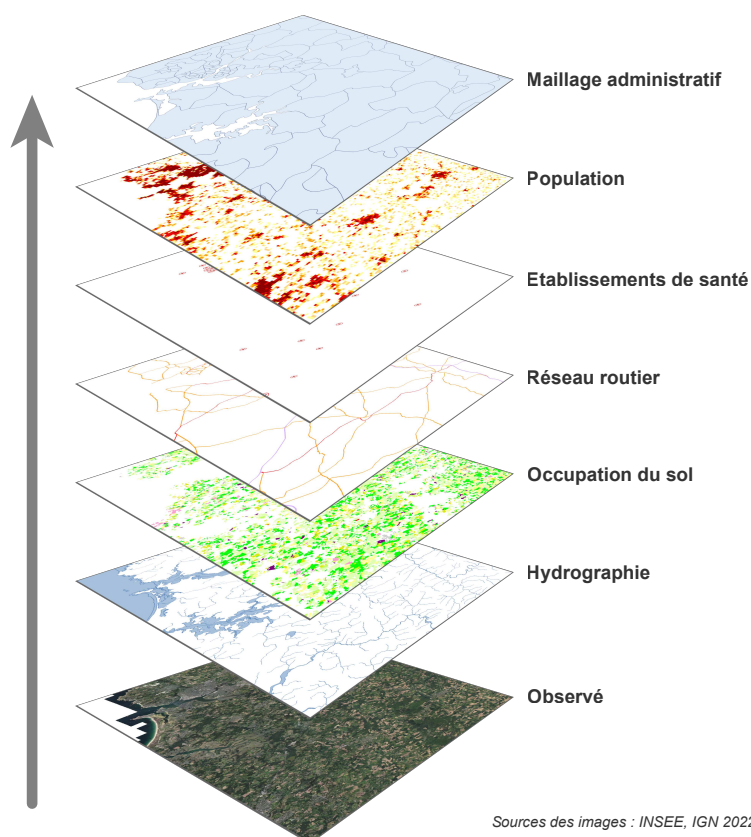 Maillage administratif
Population
Etablissements de santé
Réseau routier
Occupation du sol
Hydrographie
Observé
Sources des images : INSEE, IGN 2022